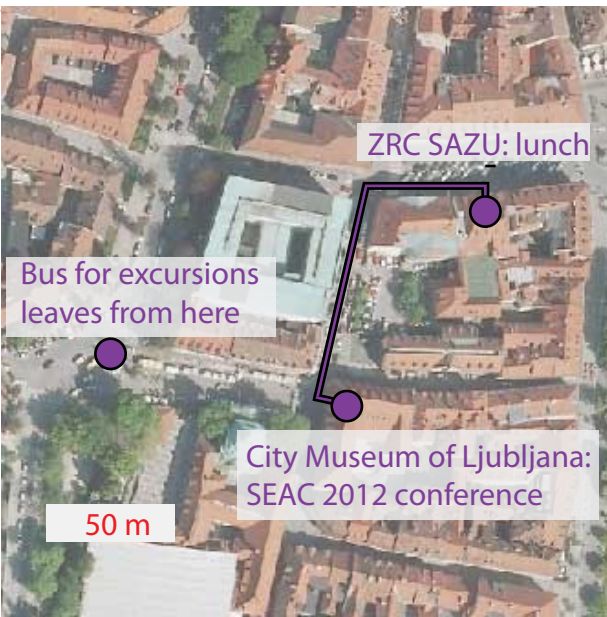 ZRC SAZU: lunch
Bus for excursions
leaves from here
City Museum of Ljubljana:
SEAC 2012 conference
50 m